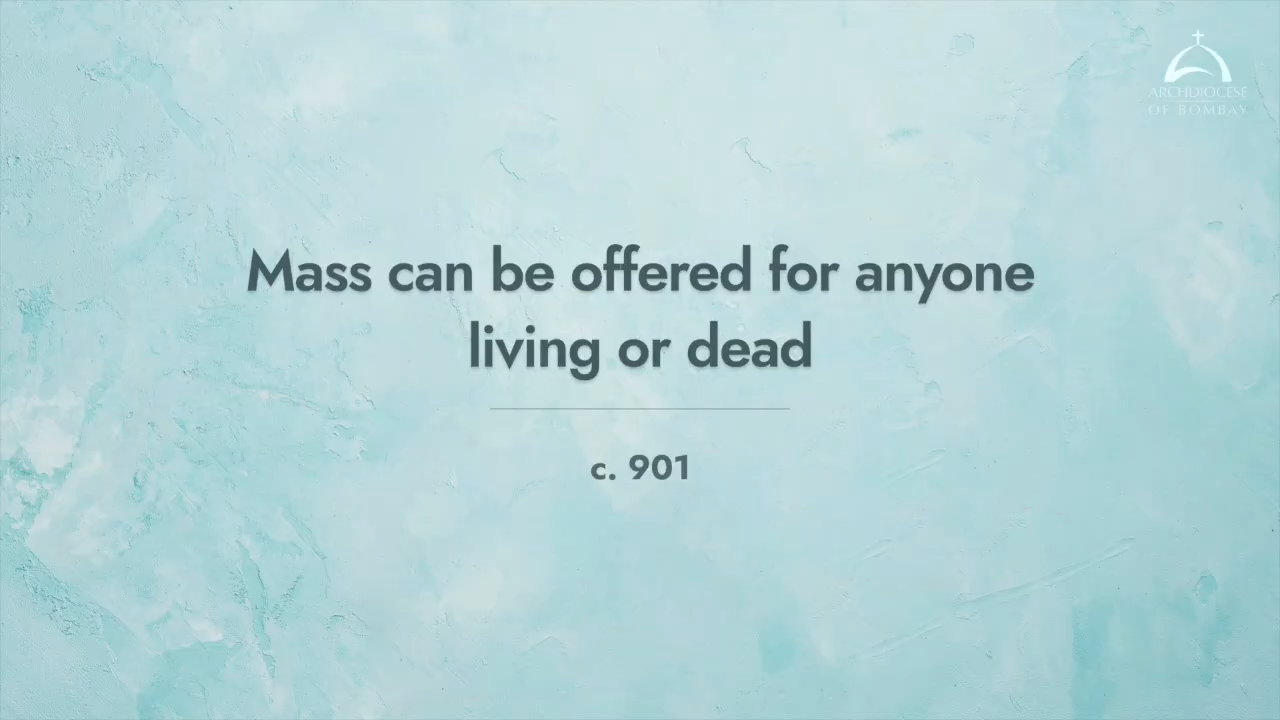 ARCHDIOCESE
OF BOMBAY
Mass can be offered for anyone
living or dead
c. 901